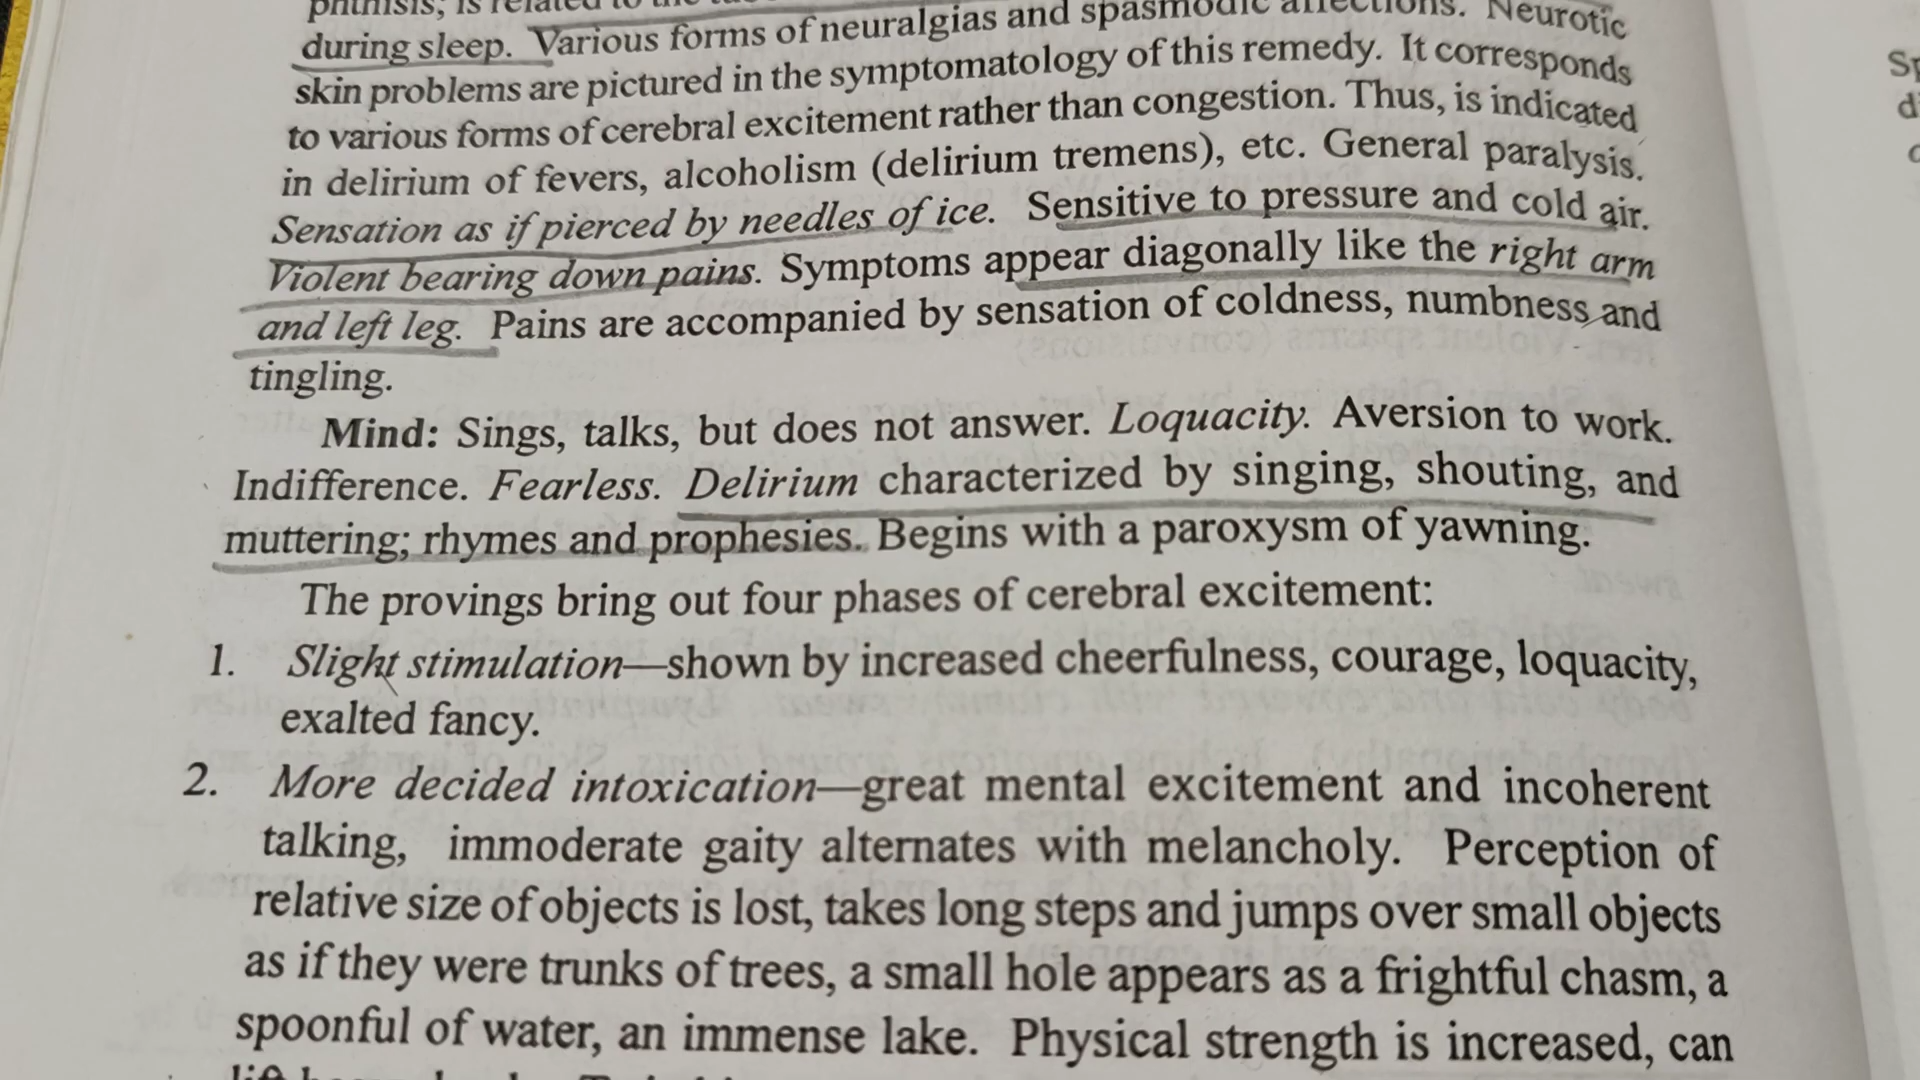 phthisis; is related to the
during sleep. Various forms of neuralgias and spasmodic affections. Neurotic
skin problems are pictured in the symptomatology of this remedy. It corresponds
to various forms of cerebral excitement rather than congestion. Thus, is indicated
in delirium of fevers, alcoholism (delirium tremens), etc. General paralysis.
Sensation as if pierced by needles of ice. Sensitive to pressure and cold air.
Violent bearing down pains. Symptoms appear diagonally like the right arm
and left leg. Pains are accompanied by sensation of coldness, numbness and
tingling.
Mind: Sings, talks, but does not answer. Loquacity. Aversion to work.
Indifference. Fearless. Delirium characterized by singing, shouting, and
muttering; rhymes and prophesies. Begins with a paroxysm of yawning.
The provings bring out four phases of cerebral excitement:
1. Slight stimulation—shown by increased cheerfulness, courage, loquacity,
exalted fancy.
2. More decided intoxication—great mental excitement and incoherent
talking, immoderate gaity alternates with melancholy. Perception of
relative size of objects is lost, takes long steps and jumps over small objects
as if they were trunks of trees, a small hole appears as a frightful chasm, a
spoonful of water, an immense lake. Physical strength is increased, can